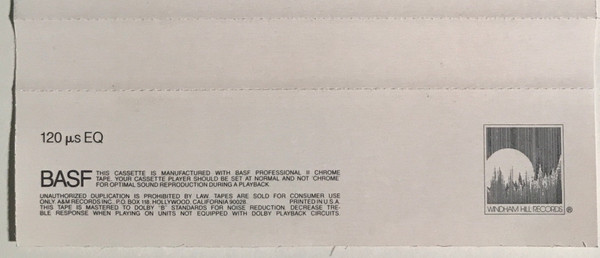 120 µs EQ
BASF THIS CASSETTE IS MANUFACTURED WITH BASF PROFESSIONAL II CHROME
TAPE. YOUR CASSETTE PLAYER SHOULD BE SET AT NORMAL AND NOT 'CHROME'
FOR OPTIMAL SOUND REPRODUCTION DURING A PLAYBACK.
UNAUTHORIZED DUPLICATION IS PROHIBITED BY LAW. TAPES ARE SOLD FOR CONSUMER USE
ONLY. A&M RECORDS INC. P.O. BOX 118, HOLLYWOOD, CALIFORNIA 90028. PRINTED IN U.S.A.
THIS TAPE IS MASTERED TO DOLBY "B" STANDARDS FOR NOISE REDUCTION. DECREASE TRE-
BLE RESPONSE WHEN PLAYING ON UNITS NOT EQUIPPED WITH DOLBY PLAYBACK CIRCUITS.
WINDHAM HILL RECORDS ®